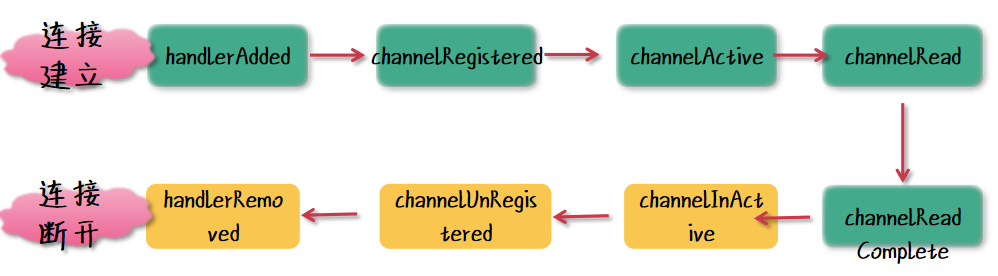 连接
建立
handlerAdded
channelRegistered
channelActive
channelRead
连接
断开
handlerRemo
ved
channelUnRegis
tered
channelInAct
ive
channelRead
Complete